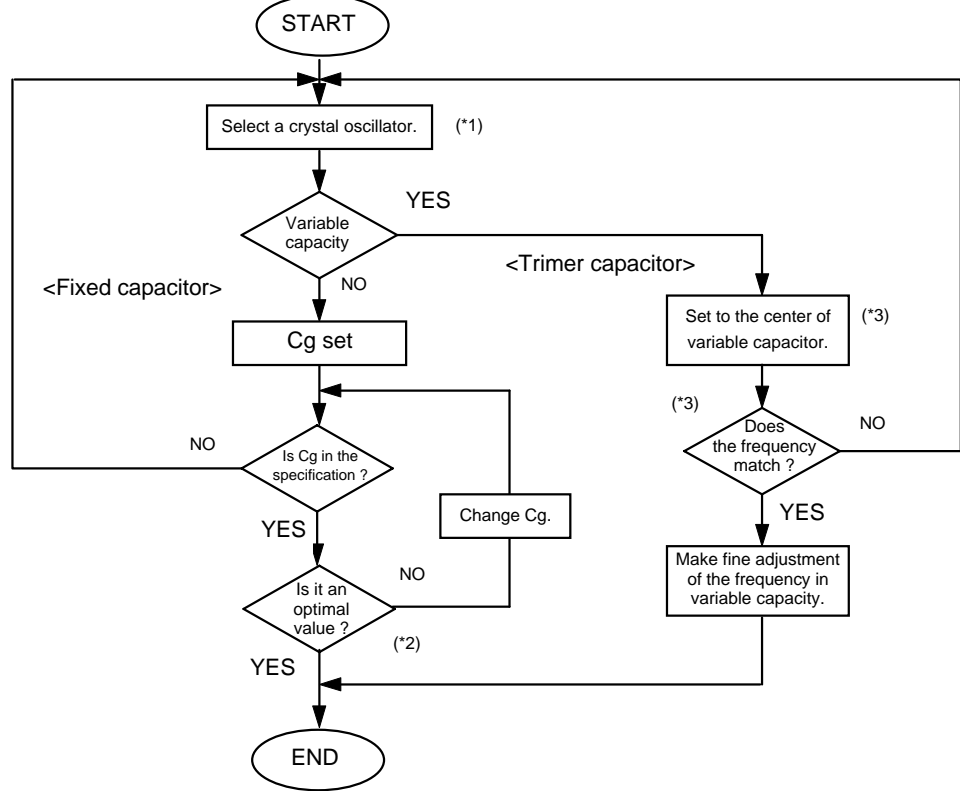 START
Select a crystal oscillator.
(*1)
YES
Variable
capacity
<Trimer capacitor>
<Fixed capacitor>
NO
Set to the center of
variable capacitor.
(*3)
Cg set
(*3)
Does
the frequency
match ?
NO
NO
Is Cg in the
specification ?
YES
Change Cg.
YES
Make fine adjustment
of the frequency in
variable capacity.
Is it an
optimal
value ?
NO
(*2)
YES
END